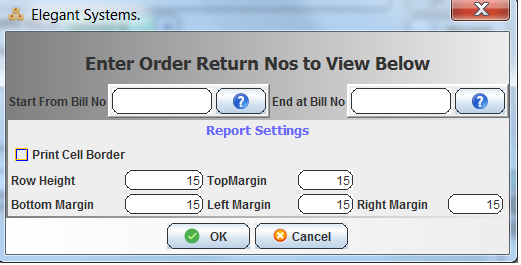 Elegant Systems.
Enter Order Return Nos to View Below
Start From Bill No ? End at Bill No ?
Report Settings
Print Cell Border
Row Height 15 TopMargin 15
Bottom Margin 15 Left Margin 15 Right Margin 15
OK Cancel